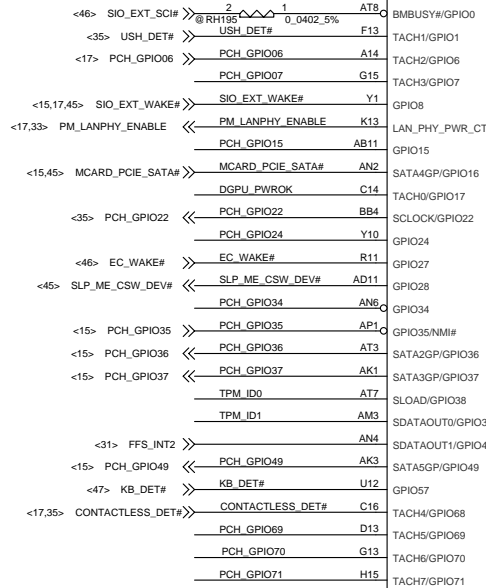 <46> SIO_EXT_SCI# 2 1 AT8 BMBUSY#/GPIO0
@ RH195 0_0402_5%
<35> USH_DET# USH_DET# F13 TACH1/GPIO1
<17> PCH_GPIO06 PCH_GPIO06 A14 TACH2/GPIO6
PCH_GPIO07 G15 TACH3/GPIO7
<15,17,45> SIO_EXT_WAKE# SIO_EXT_WAKE# Y1 GPIO8
<17,33> PM_LANPHY_ENABLE PM_LANPHY_ENABLE K13 LAN_PHY_PWR_CT
PCH_GPIO15 AB11 GPIO15
<15,45> MCARD_PCIE_SATA# MCARD_PCIE_SATA# AN2 SATA4GP/GPIO16
DGPU_PWROK C14 TACH0/GPIO17
<35> PCH_GPIO22 PCH_GPIO22 BB4 SCLOCK/GPIO22
PCH_GPIO24 Y10 GPIO24
<46> EC_WAKE# EC_WAKE# R11 GPIO27
<45> SLP_ME_CSW_DEV# SLP_ME_CSW_DEV# AD11 GPIO28
PCH_GPIO34 AN6 GPIO34
<15> PCH_GPIO35 PCH_GPIO35 AP1 GPIO35/NMI#
<15> PCH_GPIO36 PCH_GPIO36 AT3 SATA2GP/GPIO36
<15> PCH_GPIO37 PCH_GPIO37 AK1 SATA3GP/GPIO37
TPM_ID0 AT7 SLOAD/GPIO38
TPM_ID1 AM3 SDATAOUT0/GPIO3
<31> FFS_INT2 AN4 SDATAOUT1/GPIO4
<15> PCH_GPIO49 PCH_GPIO49 AK3 SATA5GP/GPIO49
<47> KB_DET# KB_DET# U12 GPIO57
<17,35> CONTACTLESS_DET# CONTACTLESS_DET# C16 TACH4/GPIO68
PCH_GPIO69 D13 TACH5/GPIO69
PCH_GPIO70 G13 TACH6/GPIO70
PCH_GPIO71 H15 TACH7/GPIO71